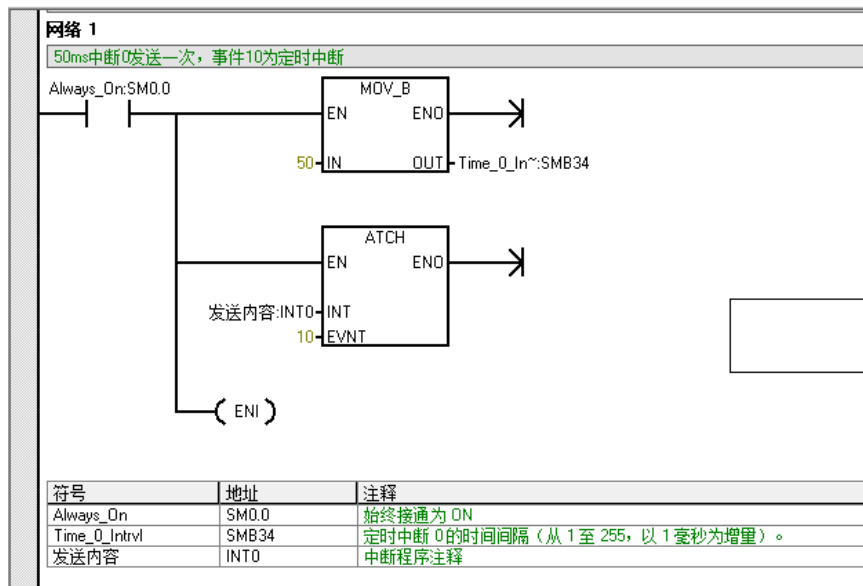 网络 1
50ms中断0发送一次，事件10为定时中断
Always_On:SM0.0
MOV_B
EN ENO
50 IN OUT Time_0_In~:SMB34
ATCH
EN ENO
发送内容:INT0 INT
10 EVNT
ENI
符号 地址 注释
Always_On SM0.0 始终接通为 ON
Time_0_Intrvl SMB34 定时中断 0的时间间隔（从 1 至 255，以 1 毫秒为增量）。
发送内容 INT0 中断程序注释